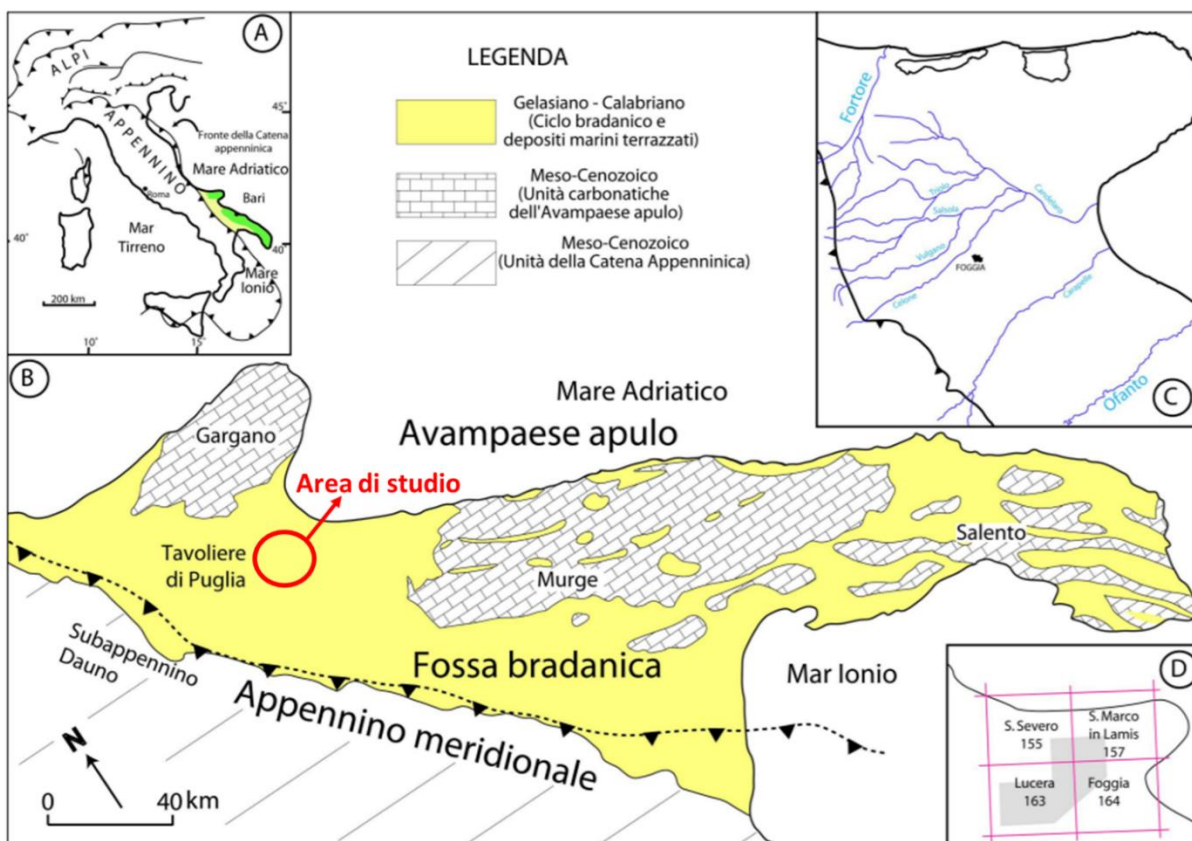 A
ALPI
APPENNINO
45°
Fronte della Catena
appenninica
Mare Adriatico
Roma
Bari
40°
Mar
Tirreno
40°
Mare
Ionio
200 km
10°
15°
LEGENDA
Gelasiano - Calabriano
(Ciclo bradanico e
depositi marini terrazzati)
Meso-Cenozoico
(Unità carbonatiche
dell'Avampaese apulo)
Meso-Cenozoico
(Unità della Catena Appenninica)
Fortore
Triolo
Salsola
Candelaro
Vulgano
FOGGIA
Celone
Carapelle
Ofanto
C
B
Mare Adriatico
Gargano
Avampaese apulo
Area di studio
Tavoliere
di Puglia
Salento
Murge
Subappennino
Dauno
Fossa bradanica
Mar Ionio
Appennino meridionale
N
0 40 km
D
S. Severo
155
S. Marco
in Lamis
157
Lucera
163
Foggia
164